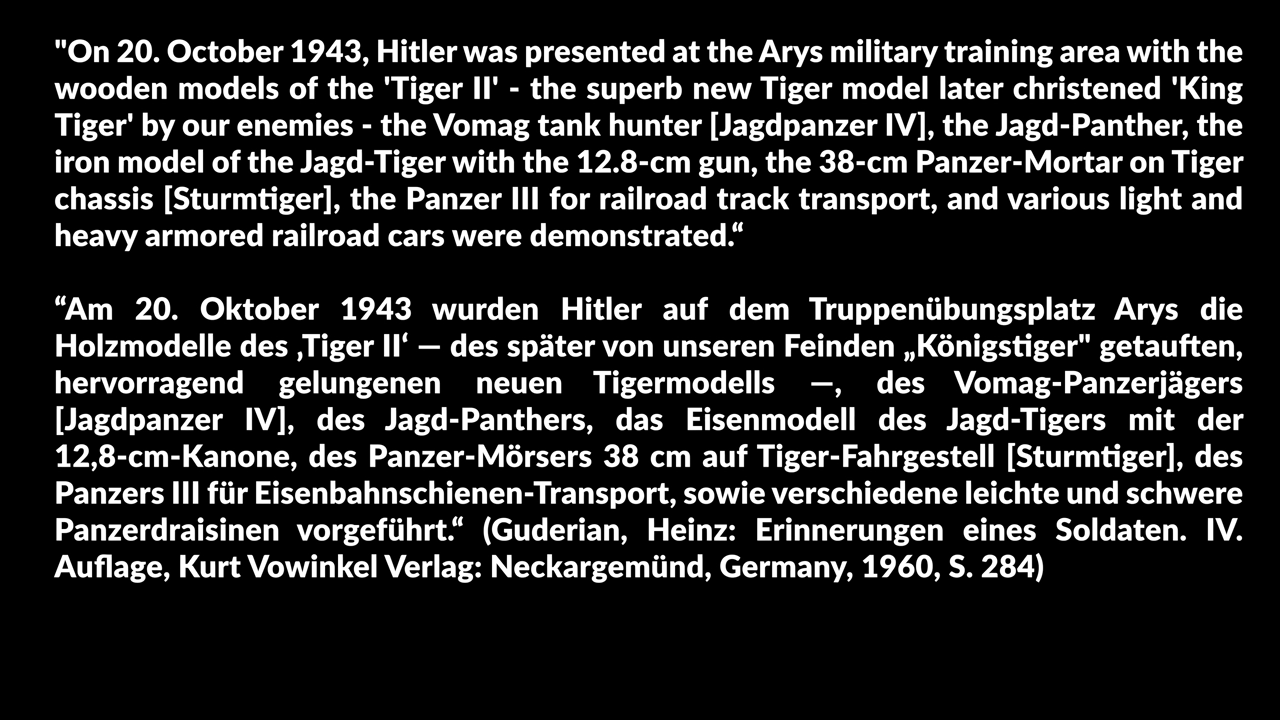 "On 20. October 1943, Hitler was presented at the Arys military training area with the
wooden models of the 'Tiger II' - the superb new Tiger model later christened 'King
Tiger' by our enemies - the Vomag tank hunter [Jagdpanzer IV], the Jagd-Panther, the
iron model of the Jagd-Tiger with the 12.8-cm gun, the 38-cm Panzer-Mortar on Tiger
chassis [Sturmtiger], the Panzer III for railroad track transport, and various light and
heavy armored railroad cars were demonstrated.“
“Am 20. Oktober 1943 wurden Hitler auf dem Truppenübungsplatz Arys die
Holzmodelle des ‚Tiger II‘ — des später von unseren Feinden „Königstiger" getauften,
hervorragend gelungenen neuen Tigermodells —, des Vomag-Panzerjägers
[Jagdpanzer IV], des Jagd-Panthers, das Eisenmodell des Jagd-Tigers mit der
12,8-cm-Kanone, des Panzer-Mörsers 38 cm auf Tiger-Fahrgestell [Sturmtiger], des
Panzers III für Eisenbahnschienen-Transport, sowie verschiedene leichte und schwere
Panzerdraisinen vorgeführt.“ (Guderian, Heinz: Erinnerungen eines Soldaten. IV.
Auflage, Kurt Vowinkel Verlag: Neckargemünd, Germany, 1960, S. 284)